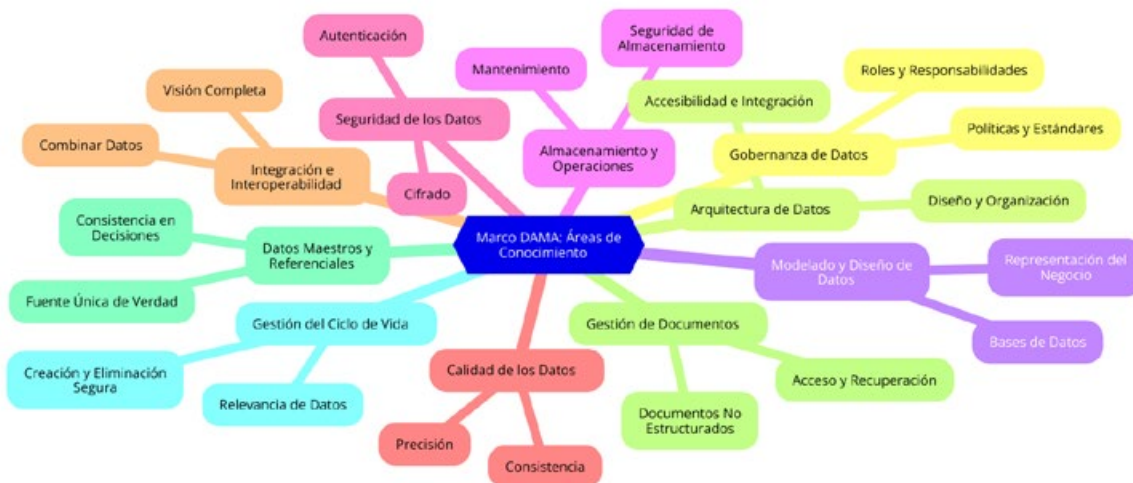 Autenticación
Seguridad de
Almacenamiento
Mantenimiento
Roles y Responsabilidades
Visión Completa
Accesibilidad e Integración
Seguridad de los Datos
Políticas y Estándares
Combinar Datos
Almacenamiento y
Operaciones
Gobernanza de Datos
Integración e
Interoperabilidad
Cifrado
Diseño y Organización
Arquitectura de Datos
Consistencia en
Decisiones
Marco DAMA: Áreas de
Conocimiento
Datos Maestros y
Referenciales
Modelado y Diseño de
Datos
Representación del
Negocio
Fuente Única de Verdad
Gestión del Ciclo de Vida
Gestión de Documentos
Bases de Datos
Creación y Eliminación
Segura
Calidad de los Datos
Acceso y Recuperación
Relevancia de Datos
Documentos No
Estructurados
Precisión
Consistencia